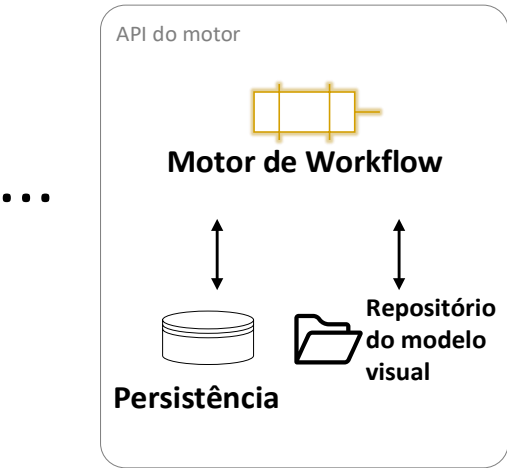 API do motor
Motor de Workflow
...
Repositório
do modelo
visual
Persistência